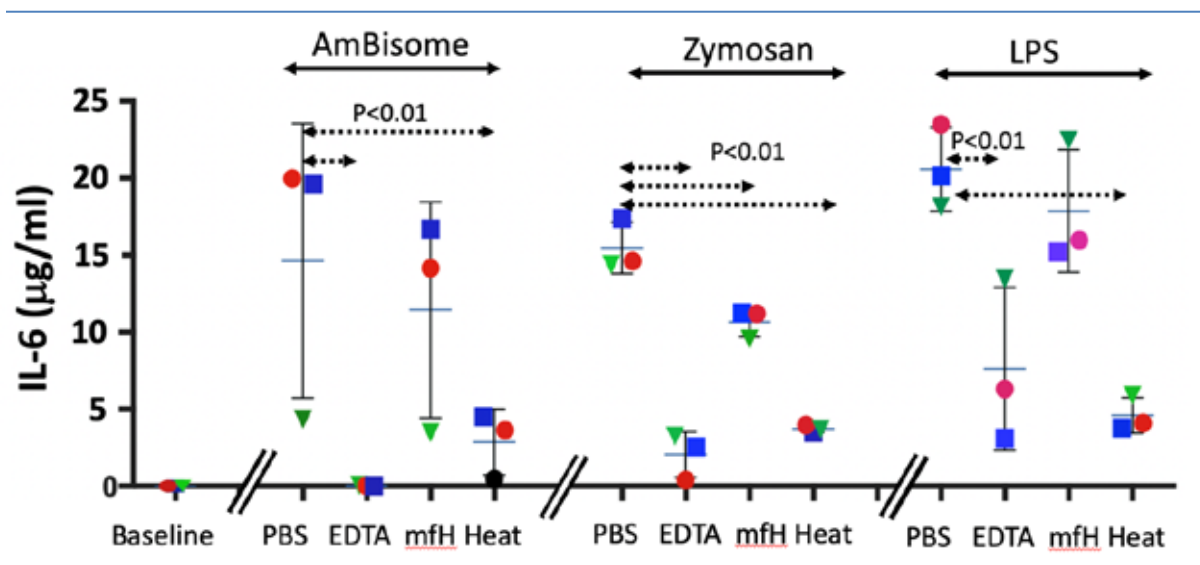 AmBisome
Zymosan
LPS
P<0.01
P<0.01
P<0.01
IL-6 (µg/ml)
25
20
15
10
5
0
Baseline
PBS EDTA mfH Heat
PBS EDTA mfH Heat
PBS EDTA mfH Heat